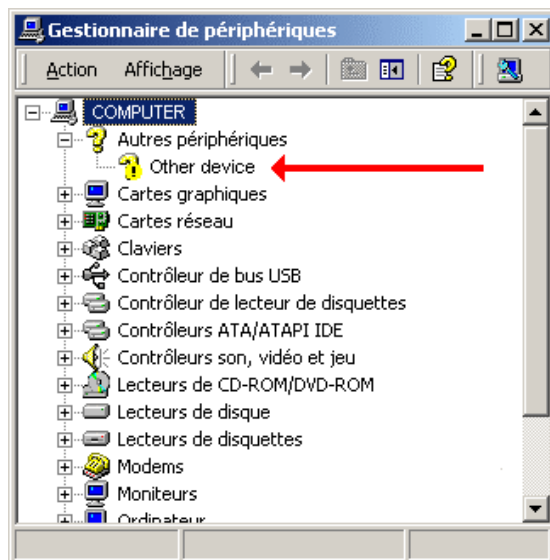 Gestionnaire de périphériques
Action Affichage
COMPUTER
Autres périphériques
Other device
Cartes graphiques
Cartes réseau
Claviers
Contrôleur de bus USB
Contrôleur de lecteur de disquettes
Contrôleurs ATA/ATAPI IDE
Contrôleurs son, vidéo et jeu
Lecteurs de CD-ROM/DVD-ROM
Lecteurs de disque
Lecteurs de disquettes
Modems
Moniteurs
Ordinateur